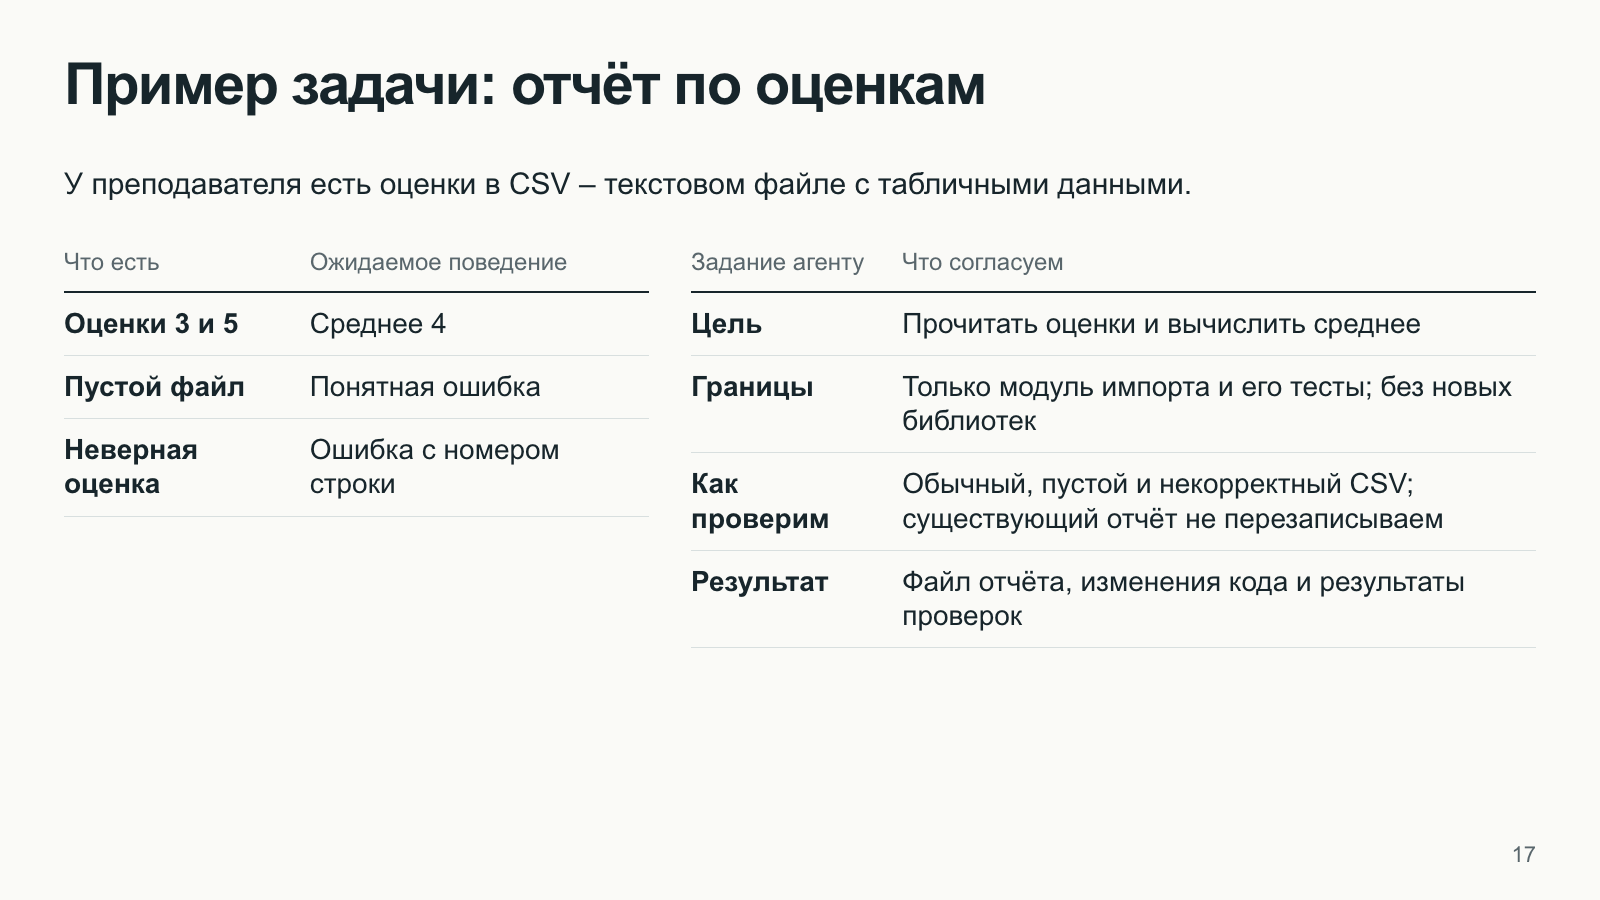 Пример задачи: отчёт по оценкам
У преподавателя есть оценки в CSV – текстовом файле с табличными данными.
Что есть Ожидаемое поведение
Оценки 3 и 5 Среднее 4
Пустой файл Понятная ошибка
Неверная Ошибка с номером
оценка строки
Задание агенту Что согласуем
Цель Прочитать оценки и вычислить среднее
Границы Только модуль импорта и его тесты; без новых
библиотек
Как Обычный, пустой и некорректный CSV;
проверим существующий отчёт не перезаписываем
Результат Файл отчёта, изменения кода и результаты
проверок
17